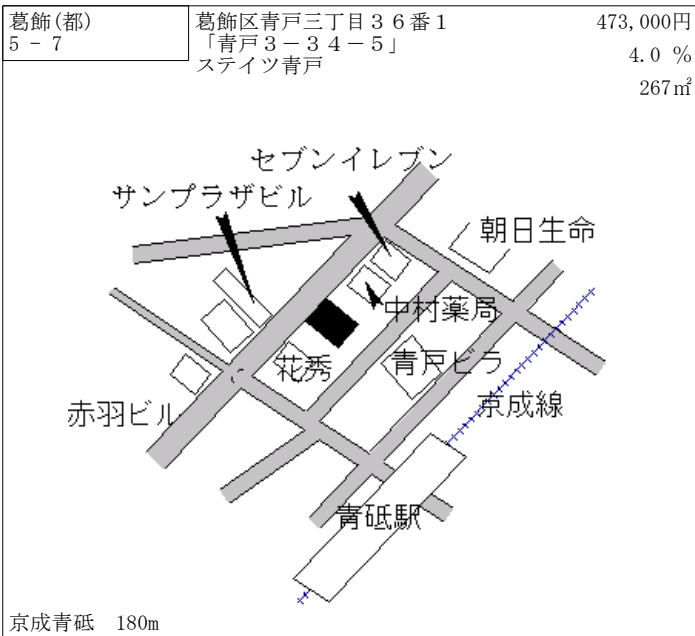 葛飾(都)
5 － 7
葛飾区青戸三丁目３６番１
「青戸３－３４－５」
ステイツ青戸
473,000円
4.0 %
267㎡
セブンイレブン
サンプラザビル
朝日生命
中村薬局
花秀
青戸ビラ
赤羽ビル
京成線
青砥駅
京成青砥　180m